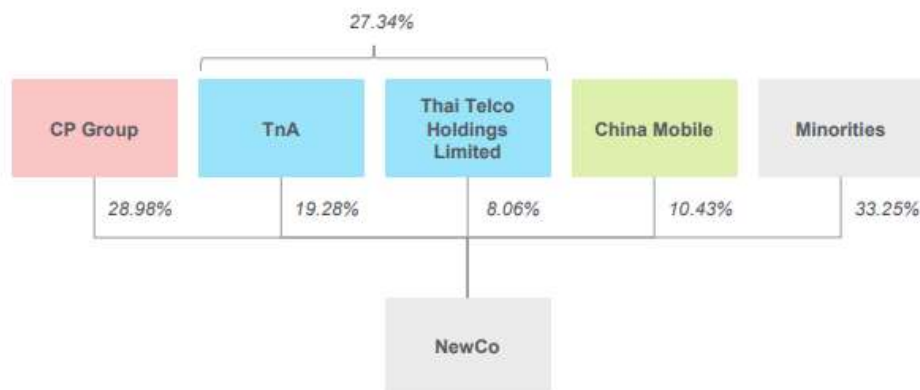 27.34%
CP Group
TnA
Thai Telco
Holdings
Limited
China Mobile
Minorities
28.98%
19.28%
8.06%
10.43%
33.25%
NewCo